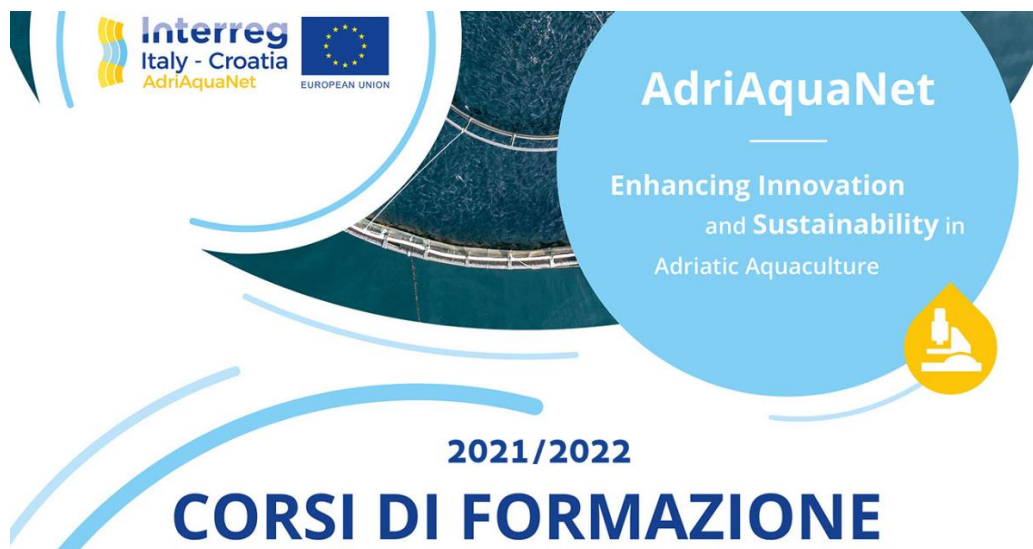 Interreg
Italy - Croatia
AdriAquaNet
EUROPEAN UNION
AdriAquaNet
Enhancing Innovation
and Sustainability in
Adriatic Aquaculture
2021/2022
CORSI DI FORMAZIONE